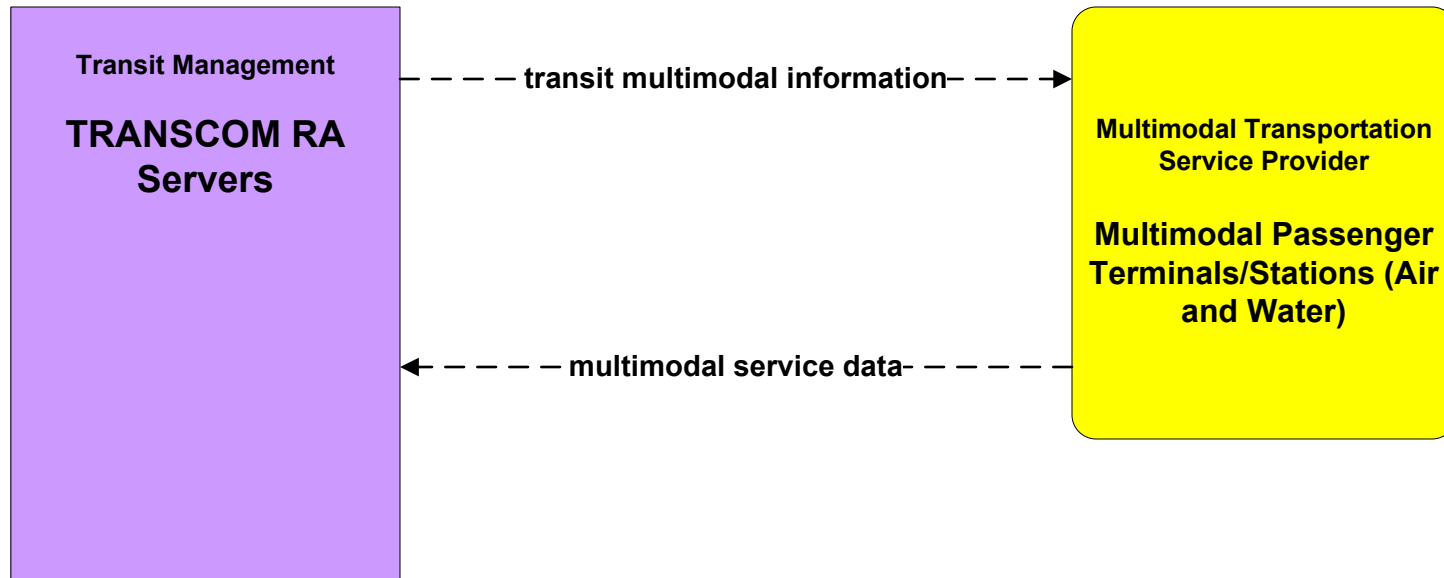 Transit Management
TRANSCOM RA
Servers
transit multimodal information
Multimodal Transportation
Service Provider
Multimodal Passenger
Terminals/Stations (Air
and Water)
multimodal service data